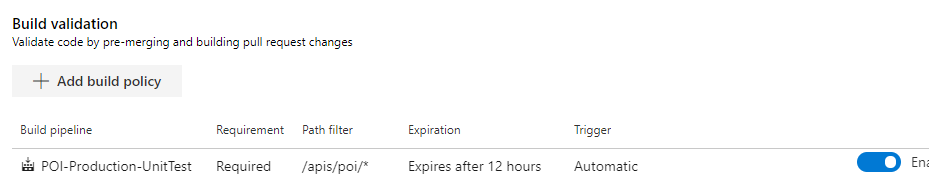 Build validation
Validate code by pre-merging and building pull request changes
Add build policy
Build pipeline Requirement Path filter Expiration Trigger
POI-Production-UnitTest Required /apis/poi/* Expires after 12 hours Automatic Ena